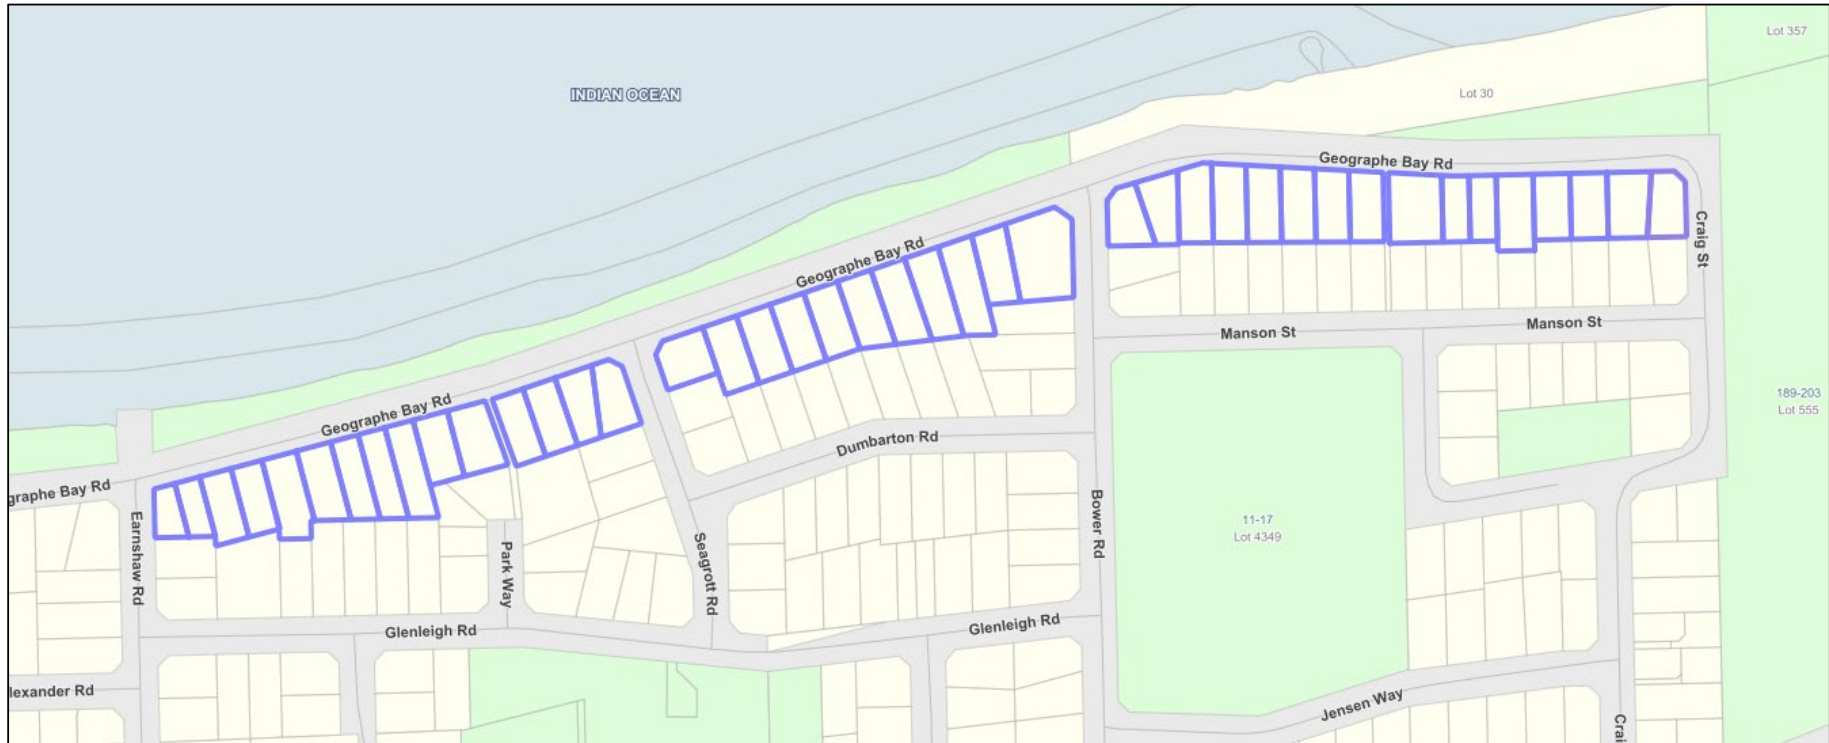 Lot 357
INDIAN OCEAN
Lot 30
Geographe Bay Rd
Craig St
Geographe Bay Rd
Manson St
Manson St
189-203
Lot 555
Geographe Bay Rd
Dumbarton Rd
graphe Bay Rd
Earnshaw Rd
Park Way
Seagrott Rd
Bower Rd
11-17
Lot 4349
Glenleigh Rd
Glenleigh Rd
lexander Rd
Jensen Way
Crai